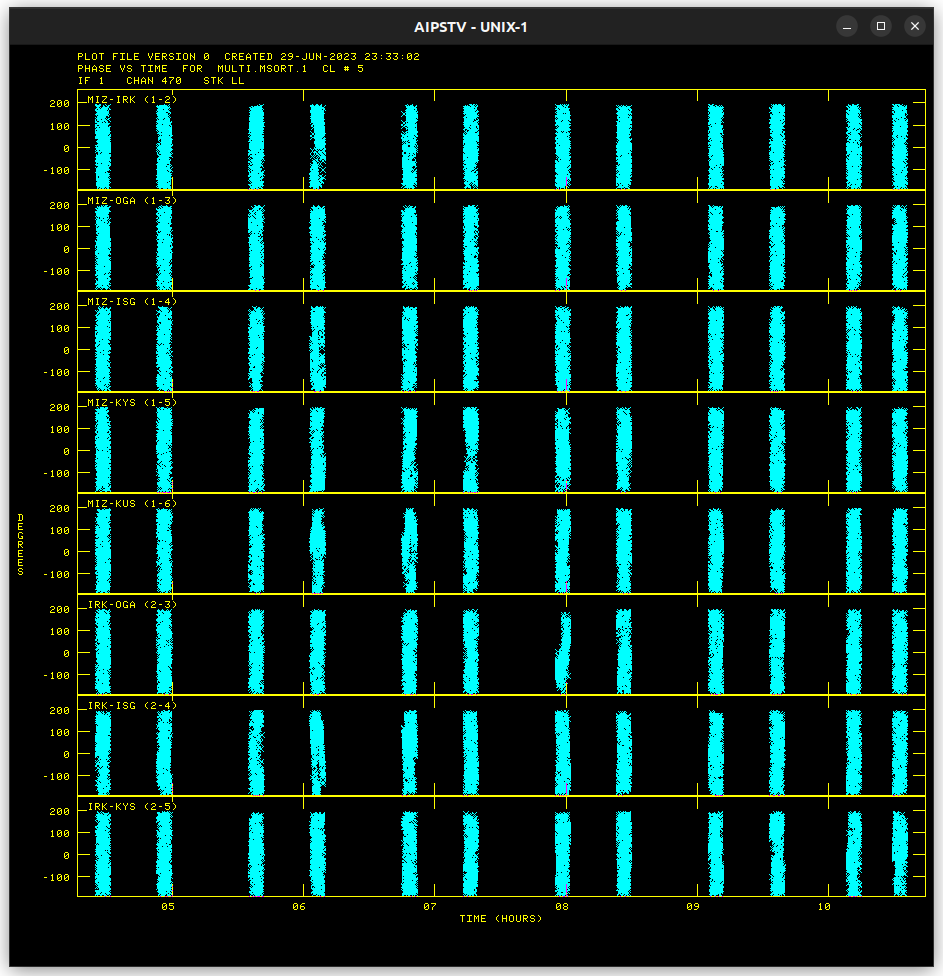 AIPSTV - UNIX-1
PLOT FILE VERSION 0 CREATED 29-JUN-2023 23:33:02
PHASE VS TIME FOR MULTI.MSORT.1 CL # 5
IF 1 CHAN 470 STK LL
MIZ-IRK (1-2)
200
100
0
-100
MIZ-OGA (1-3)
200
100
0
-100
MIZ-ISG (1-4)
200
100
0
-100
MIZ-KYS (1-5)
200
100
0
-100
MIZ-KUS (1-6)
200
100
0
-100
DEGREES
IRK-OGA (2-3)
200
100
0
-100
IRK-ISG (2-4)
200
100
0
-100
IRK-KYS (2-5)
200
100
0
-100
05 06 07 08 09 10
TIME (HOURS)